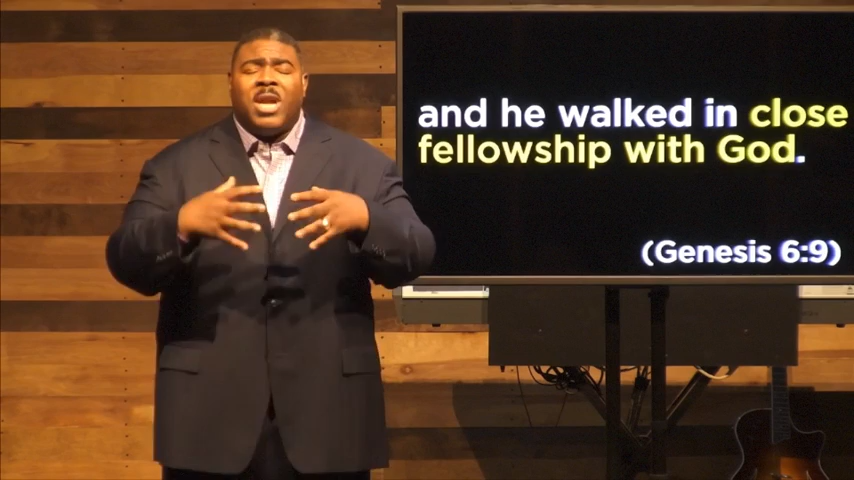 and he walked in close
fellowship with God.
(Genesis 6:9)